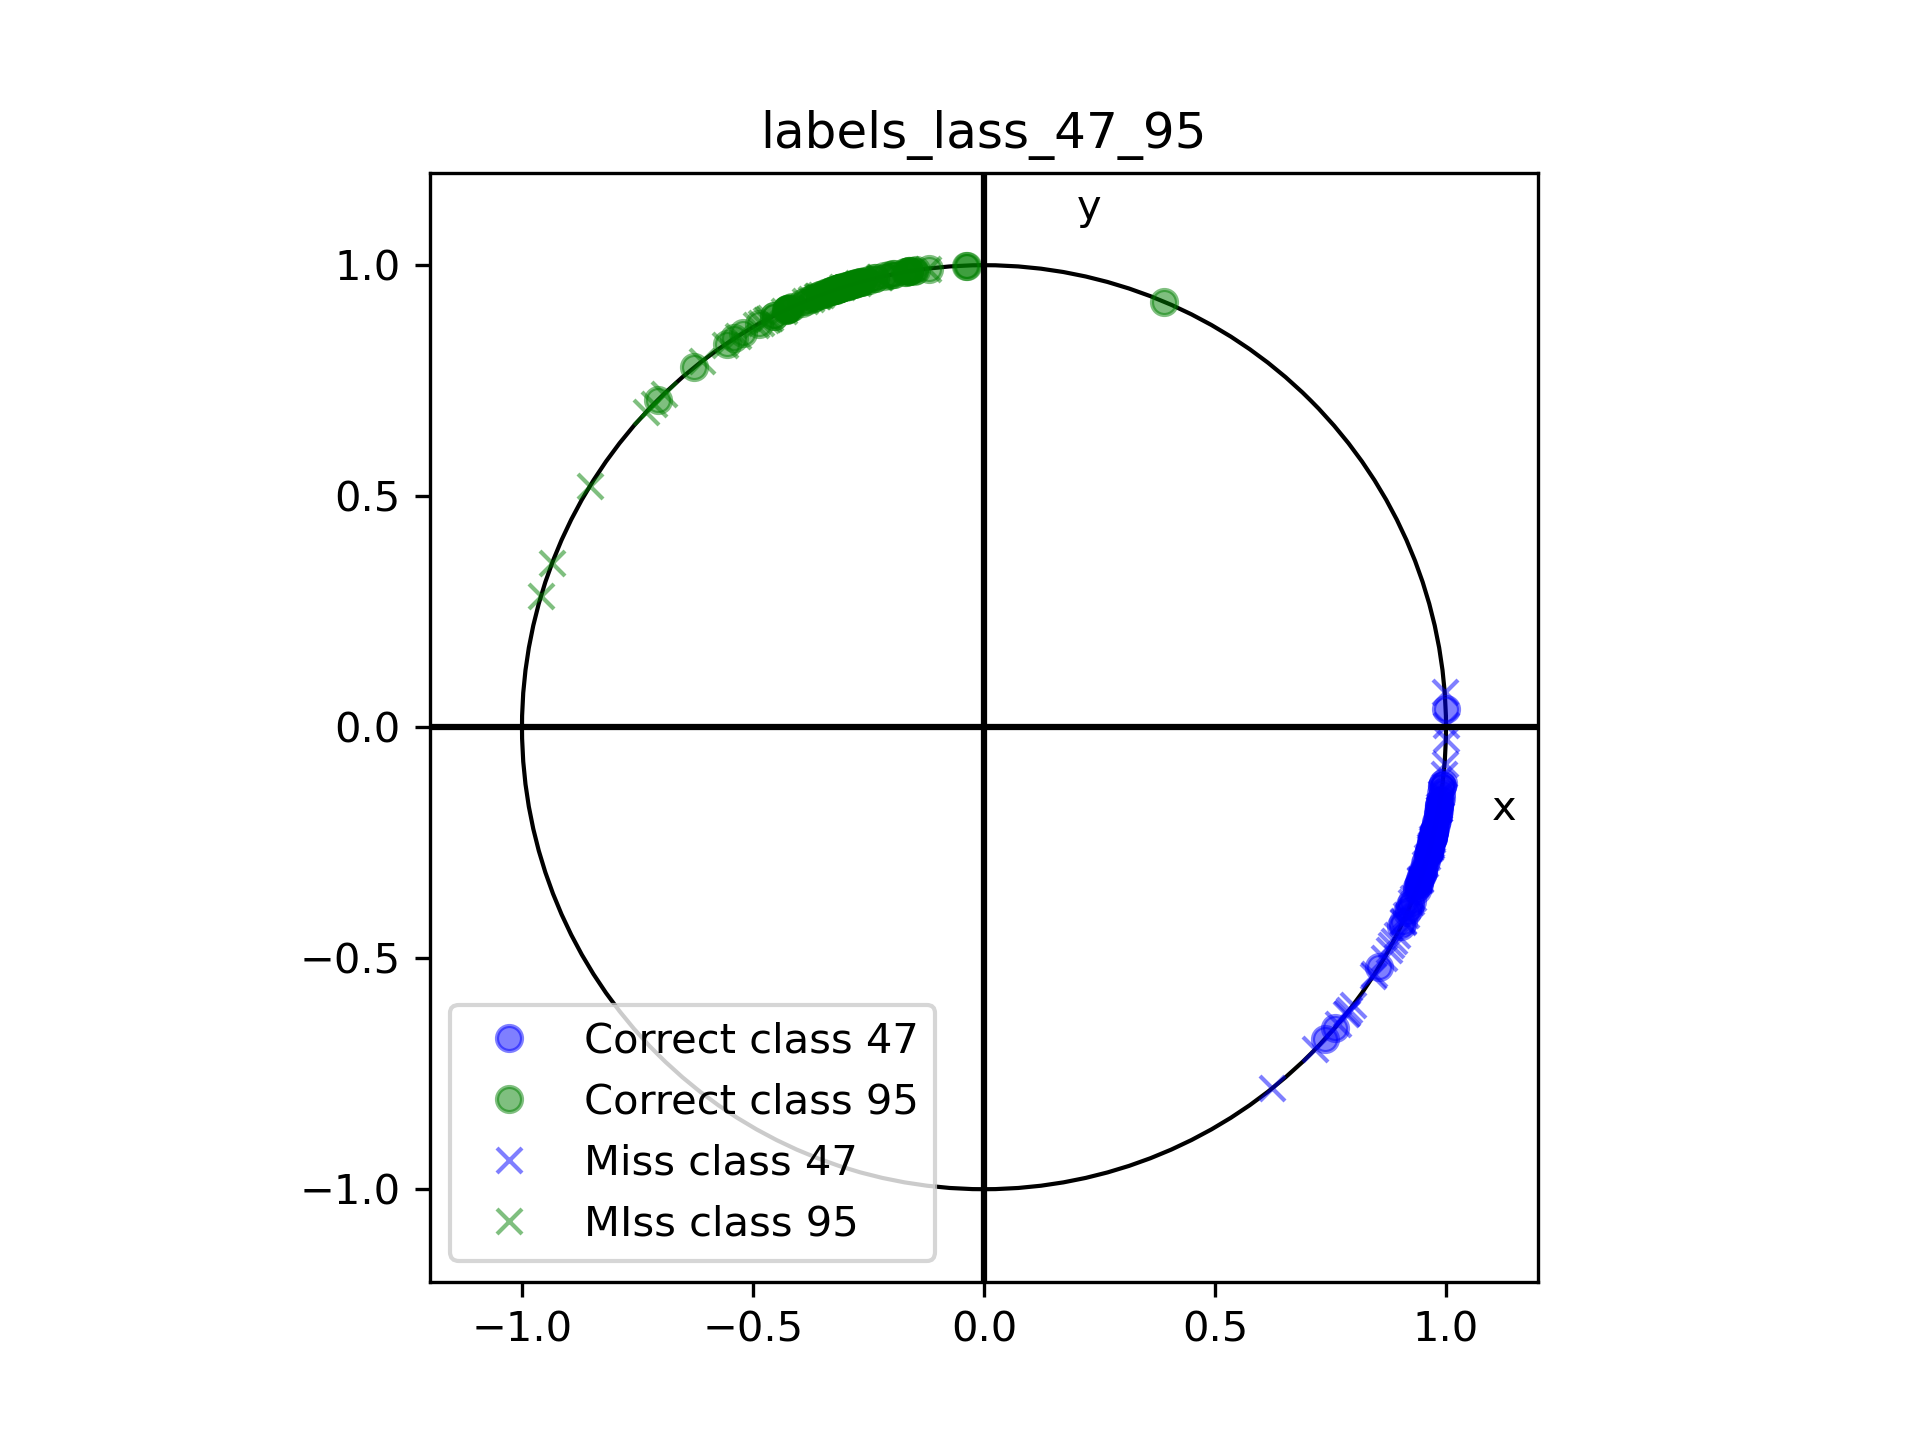 labels_lass_47_95
y
1.0
0.5
0.0
x
−0.5
−1.0
Correct class 47
Correct class 95
Miss class 47
MIss class 95
−1.0 −0.5 0.0 0.5 1.0